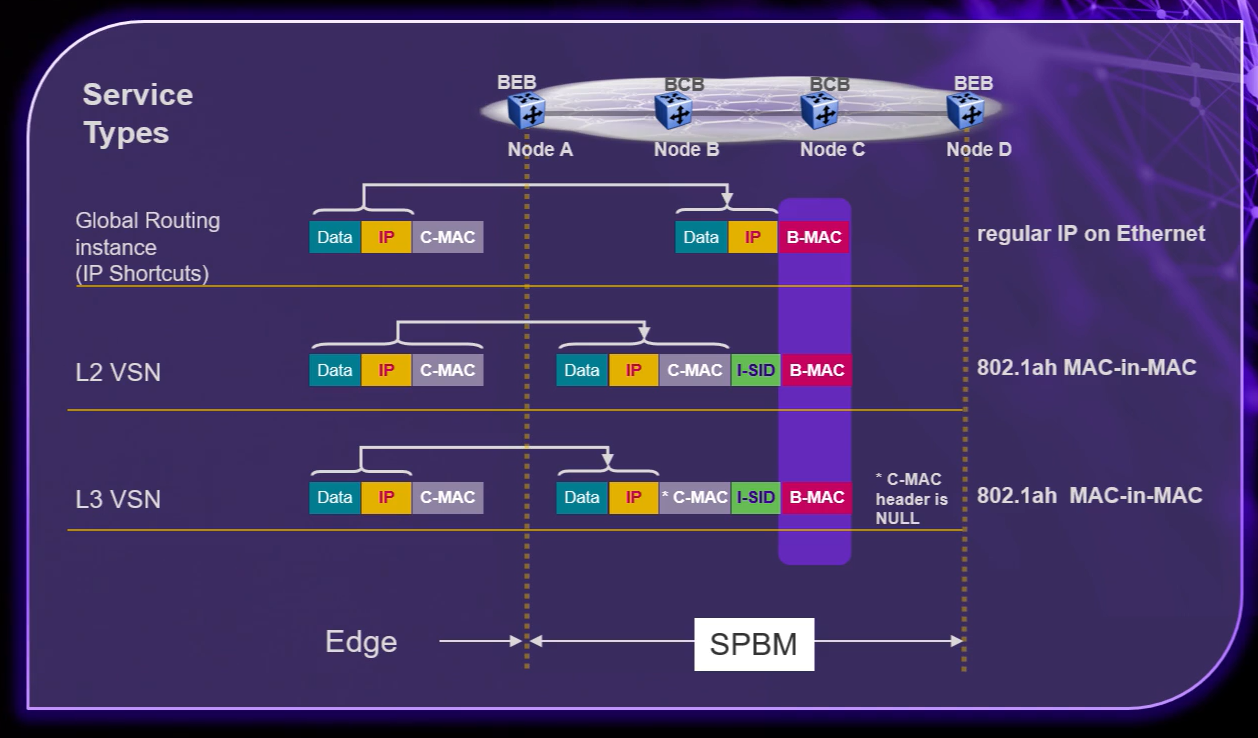 Service
Types
BEB
BCB
BCB
BEB
Node A
Node B
Node C
Node D
Global Routing
instance
(IP Shortcuts)
Data IP C-MAC
Data IP B-MAC
regular IP on Ethernet
L2 VSN
Data IP C-MAC
Data IP C-MAC I-SID B-MAC
802.1ah MAC-in-MAC
L3 VSN
Data IP C-MAC
Data IP * C-MAC I-SID B-MAC
* C-MAC
header is
NULL
802.1ah MAC-in-MAC
Edge
SPBM